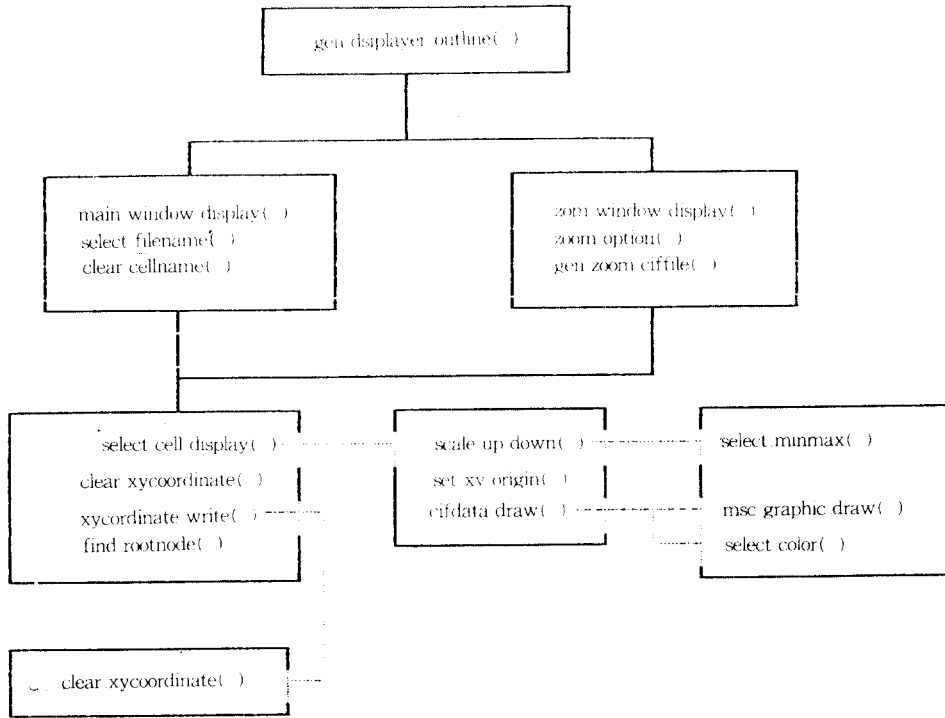 gen dsiplayer outline( )
main window display( )
select filename( )
clear cellname( )
zom window display( )
zoom option( )
gen zoom ciffile( )
select cell display( )
clear xycoordinate( )
xycordinate write( )
find rootnode( )
scale up down( )
set xy origin( )
cifdata draw( )
select minmax( )
msc graphic draw( )
select color( )
clear xycoordinate( )